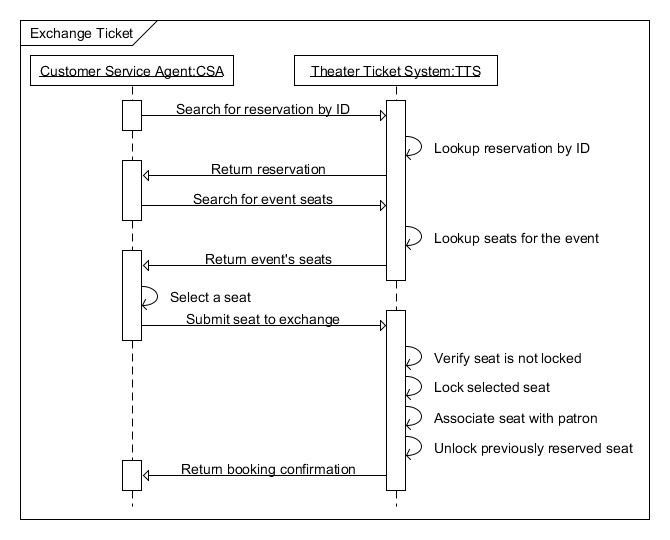 Exchange Ticket
Customer Service Agent:CSA
Theater Ticket System:TTS
Search for reservation by ID
Lookup reservation by ID
Return reservation
Search for event seats
Lookup seats for the event
Return event's seats
Select a seat
Submit seat to exchange
Verify seat is not locked
Lock selected seat
Associate seat with patron
Unlock previously reserved seat
Return booking confirmation